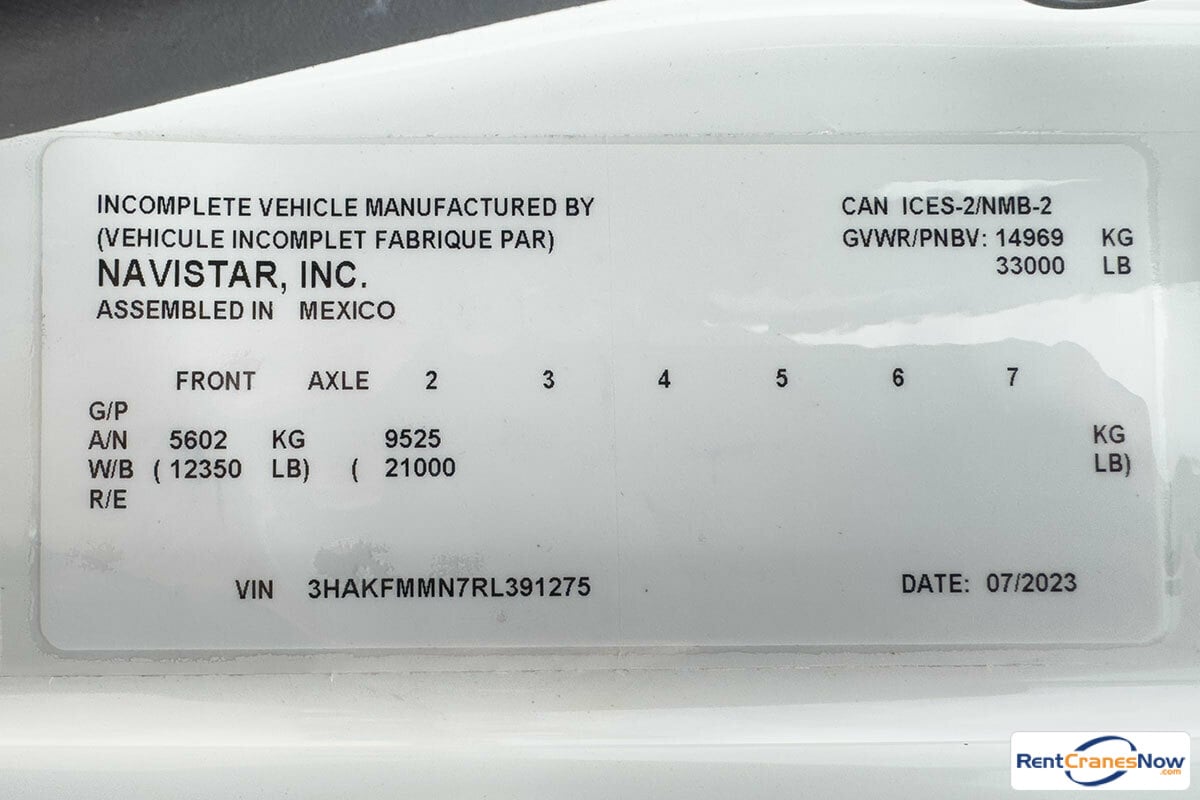 INCOMPLETE VEHICLE MANUFACTURED BY
(VEHICULE INCOMPLET FABRIQUE PAR)
NAVISTAR, INC.
ASSEMBLED IN MEXICO
CAN ICES-2/NMB-2
GVWR/PNBV: 14969 KG
33000 LB
FRONT AXLE 2 3 4 5 6 7
G/P
A/N 5602 KG 9525 KG
W/B ( 12350 LB) ( 21000 LB)
R/E
VIN 3HAKFMMN7RL391275
DATE: 07/2023
RentCranesNow
.com